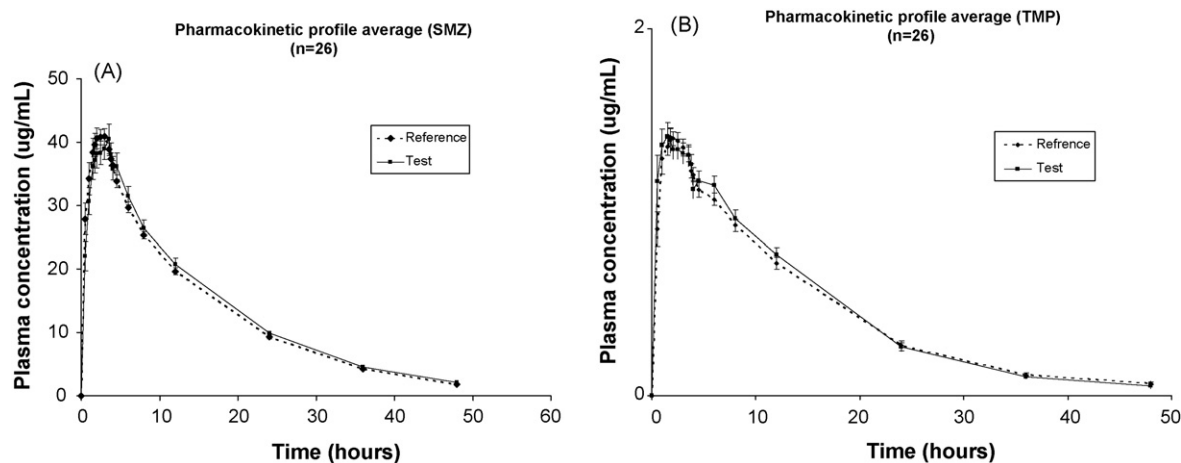 Pharmacokinetic profile average (SMZ)
(n=26)
(A)
Plasma concentration (ug/mL)
50
40
30
20
10
0
Reference
Test
0 10 20 30 40 50 60
Time (hours)
Pharmacokinetic profile average (TMP)
(n=26)
(B)
Plasma concentration (ug/mL)
2
0
Refrence
Test
0 10 20 30 40 50
Time (hours)